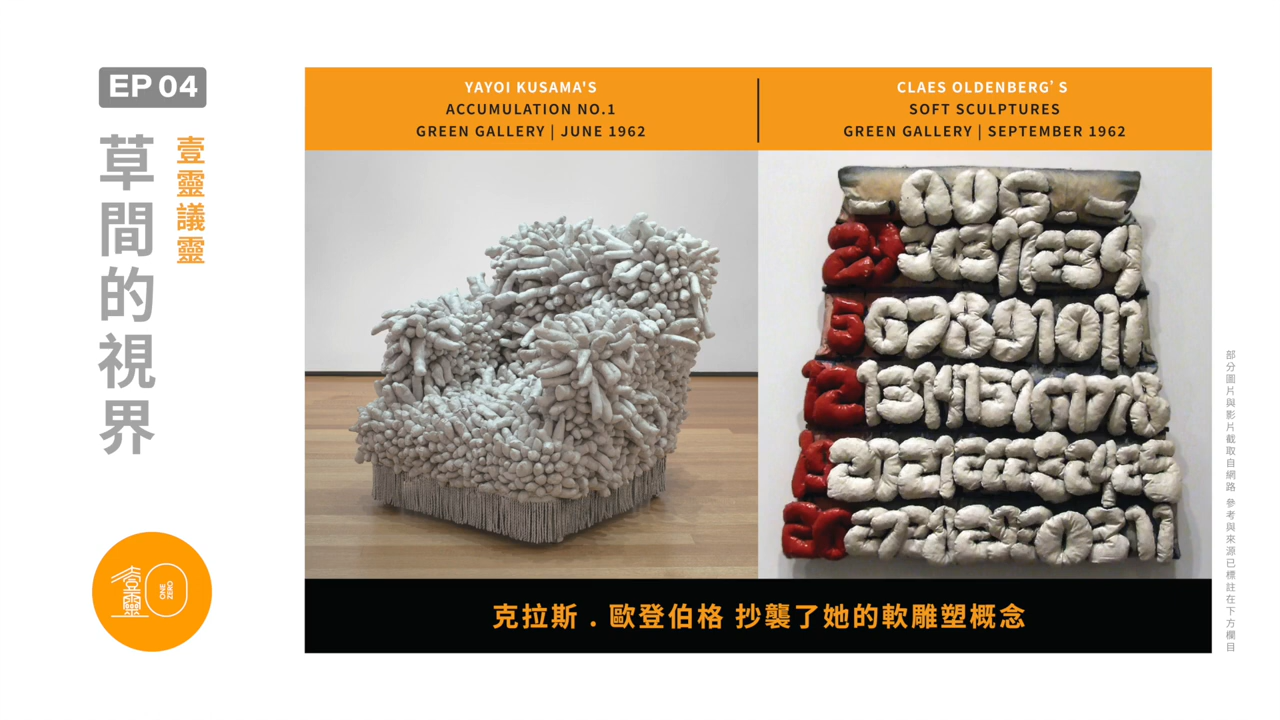 EP 04
草間的視界
壹靈議靈
YAYOI KUSAMA'S
ACCUMULATION NO.1
GREEN GALLERY | JUNE 1962
CLAES OLDENBERG'S
SOFT SCULPTURES
GREEN GALLERY | SEPTEMBER 1962
AUG.
克拉斯．歐登伯格 抄襲了她的軟雕塑概念
壹靈
ONE
ZERO
部分圖片與影片截取自網路 參考與來源已標註在下方欄目